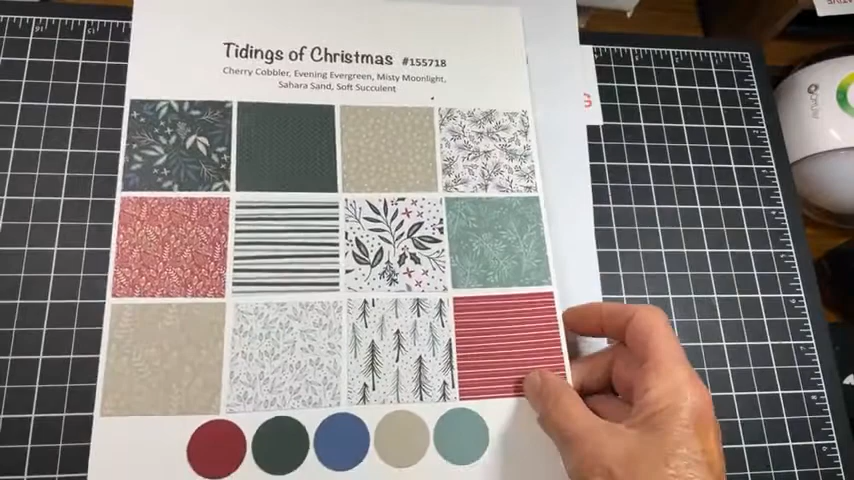 Tidings of Christmas #155718
Cherry Cobbler, Evening Evergreen, Misty Moonlight,
Sahara Sand, Soft Succulent